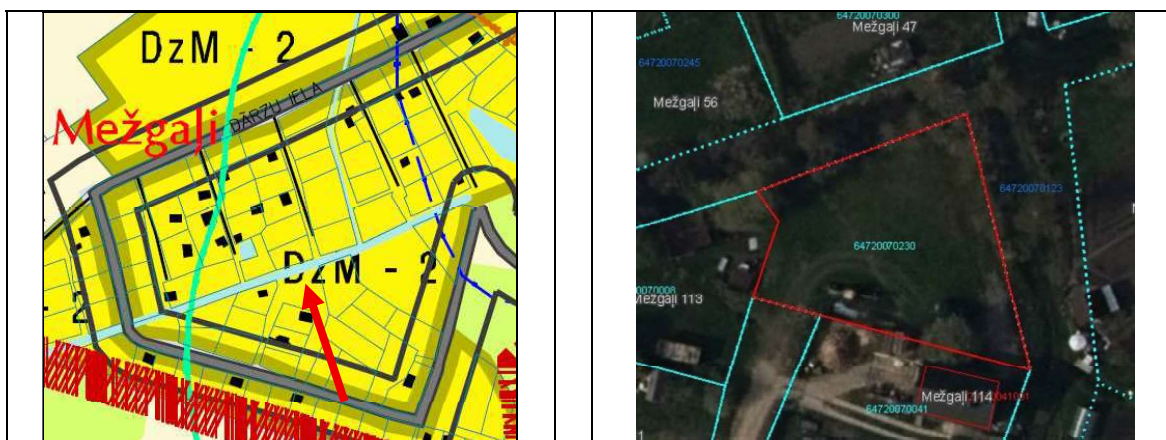 DzM - 2
Mežgaļi
DĀRZU IELA
DzM - 2
- 2
64720070300
Mežgaļi 47
64720070245
Mežgaļi 56
64720070123
64720070230
Mežgaļi 113
Mežgaļi 114
64720070041
1